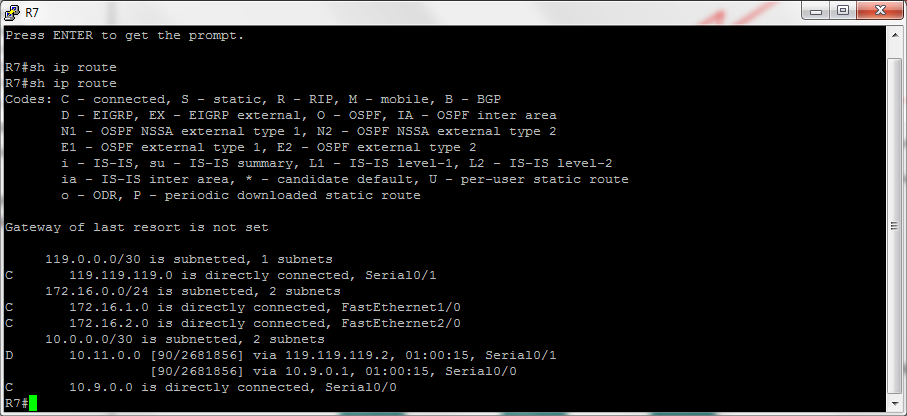 R7
Press ENTER to get the prompt.
R7#sh ip route
R7#sh ip route
Codes: C - connected, S - static, R - RIP, M - mobile, B - BGP
D - EIGRP, EX - EIGRP external, O - OSPF, IA - OSPF inter area
N1 - OSPF NSSA external type 1, N2 - OSPF NSSA external type 2
E1 - OSPF external type 1, E2 - OSPF external type 2
i - IS-IS, su - IS-IS summary, L1 - IS-IS level-1, L2 - IS-IS level-2
ia - IS-IS inter area, * - candidate default, U - per-user static route
o - ODR, P - periodic downloaded static route
Gateway of last resort is not set
119.0.0.0/30 is subnetted, 1 subnets
C 119.119.119.0 is directly connected, Serial0/1
172.16.0.0/24 is subnetted, 2 subnets
C 172.16.1.0 is directly connected, FastEthernet1/0
C 172.16.2.0 is directly connected, FastEthernet2/0
10.0.0.0/30 is subnetted, 2 subnets
D 10.11.0.0 [90/2681856] via 119.119.119.2, 01:00:15, Serial0/1
[90/2681856] via 10.9.0.1, 01:00:15, Serial0/0
C 10.9.0.0 is directly connected, Serial0/0
R7#